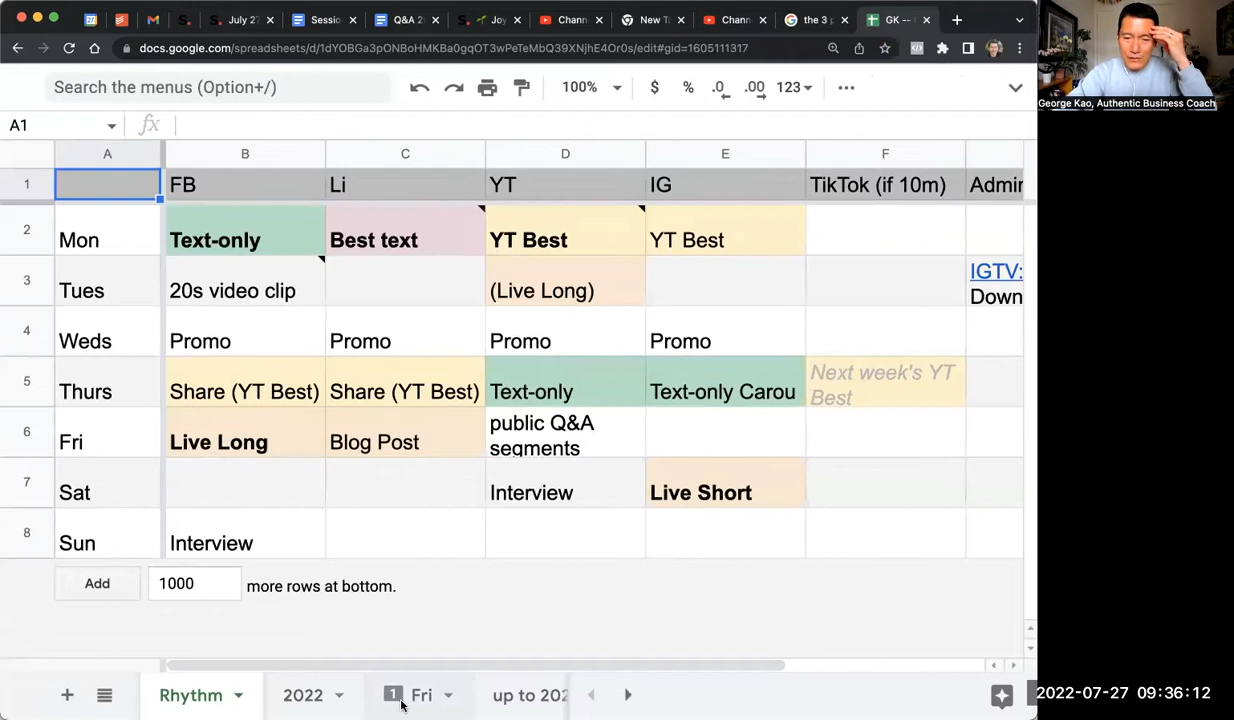 July 27
Sessio
Q&A 2
Joy
Chann
New T
Chann
the 3 p
GK --
docs.google.com/spreadsheets/d/1dYOBGa3pONBoHMKBa0gqOT3wPeTeMbQ39XNjhE4Or0s/edit#gid=1605111317
Search the menus (Option+/)
100%
$
%
.0
.00
123
George Kao, Authentic Business Coach
A1
fx
A
B
C
D
E
F
1
FB
Li
YT
IG
TikTok (if 10m)
Admin
2
Mon
Text-only
Best text
YT Best
YT Best
3
Tues
20s video clip
(Live Long)
IGTV:
Down
4
Weds
Promo
Promo
Promo
Promo
5
Thurs
Share (YT Best)
Share (YT Best)
Text-only
Text-only Carou
Next week's YT
Best
6
Fri
Live Long
Blog Post
public Q&A
segments
7
Sat
Interview
Live Short
8
Sun
Interview
Add
1000
more rows at bottom.
Rhythm
2022
1
Fri
up to 202
2022-07-27 09:36:12